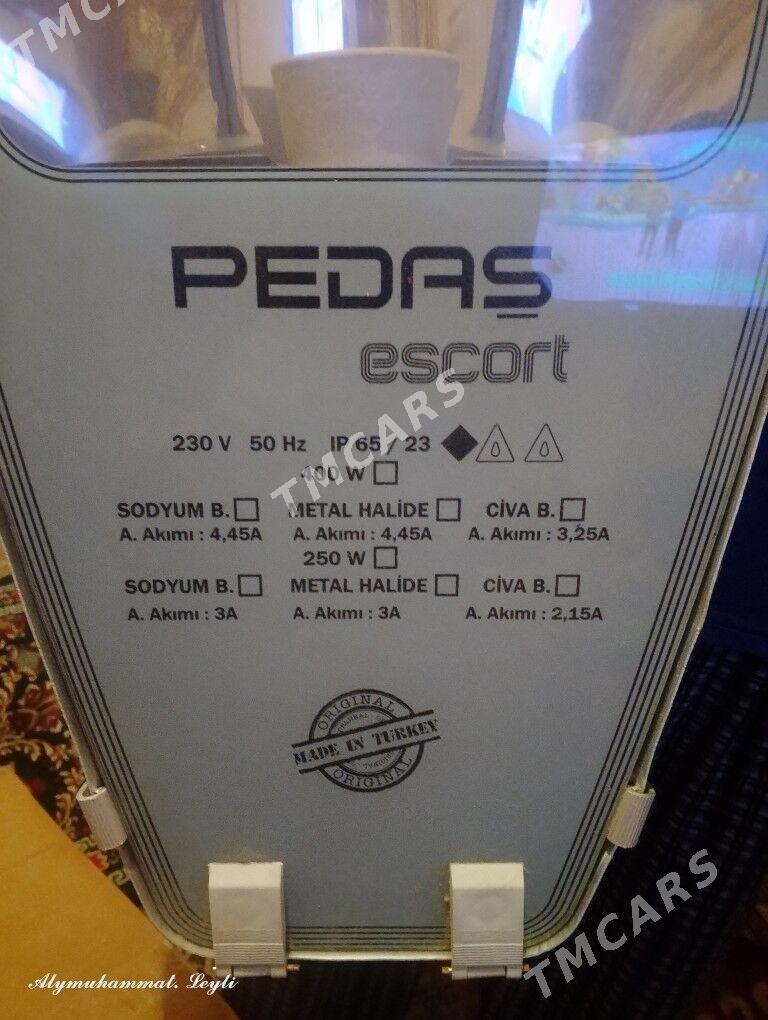 TMCARS
PEDAŞ
escort
230 V 50 Hz IP 65 / 23
400 W
TMCARS
SODYUM B. METAL HALİDE CİVA B.
A. Akımı : 4,45A A. Akımı : 4,45A A. Akımı : 3,25A
250 W
SODYUM B. METAL HALİDE CİVA B.
A. Akımı : 3A A. Akımı : 3A A. Akımı : 2,15A
ORIGINAL
MADE IN TURKEY
ORIGINAL
TMCARS
Alymuhammat. Leyli